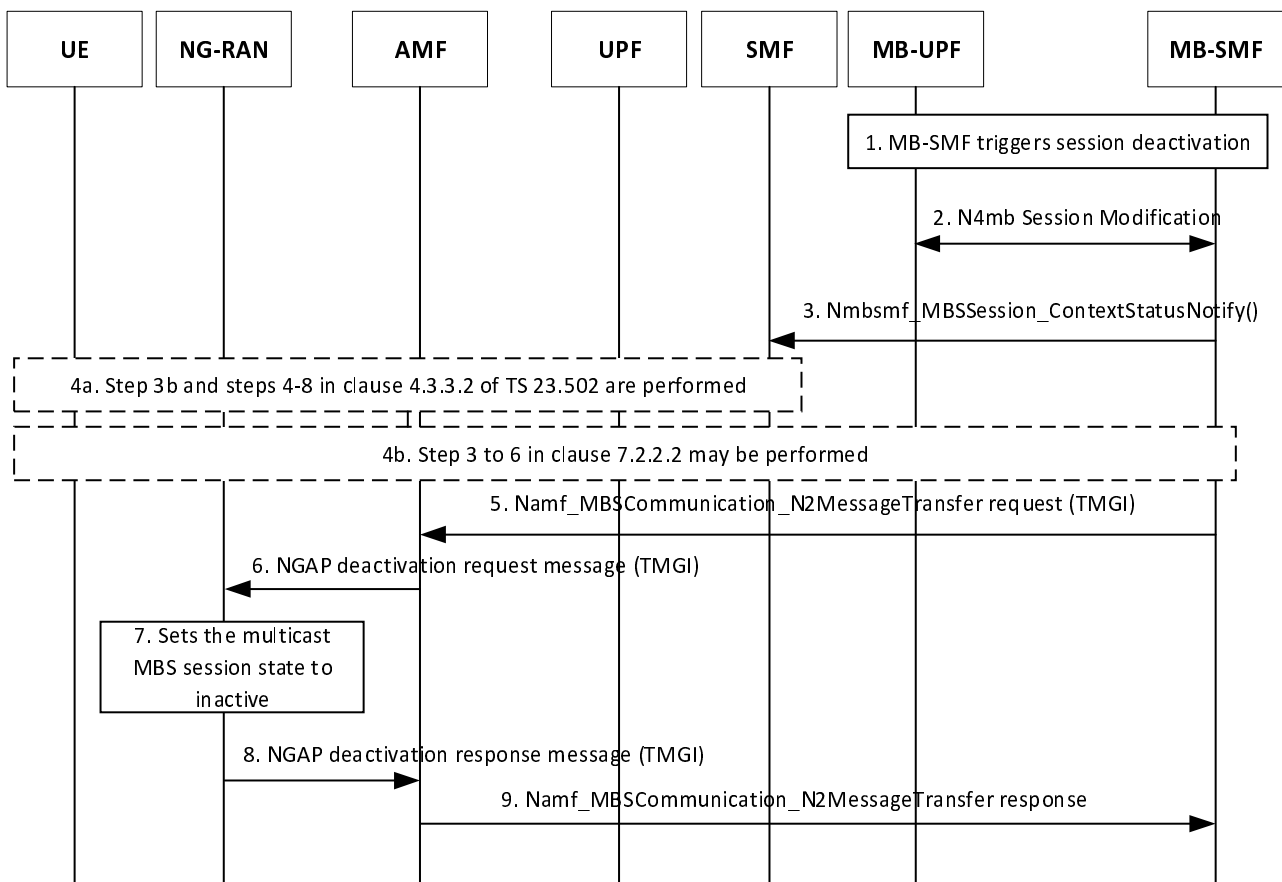 UE
NG-RAN
AMF
UPF
SMF
MB-UPF
MB-SMF
1. MB-SMF triggers session deactivation
2. N4mb Session Modification
3. Nmbsmf_MBSSession_ContextStatusNotify()
4a. Step 3b and steps 4-8 in clause 4.3.3.2 of TS 23.502 are performed
4b. Step 3 to 6 in clause 7.2.2.2 may be performed
5. Namf_MBSCommunication_N2MessageTransfer request (TMGI)
6. NGAP deactivation request message (TMGI)
7. Sets the multicast
MBS session state to
inactive
8. NGAP deactivation response message (TMGI)
9. Namf_MBSCommunication_N2MessageTransfer response